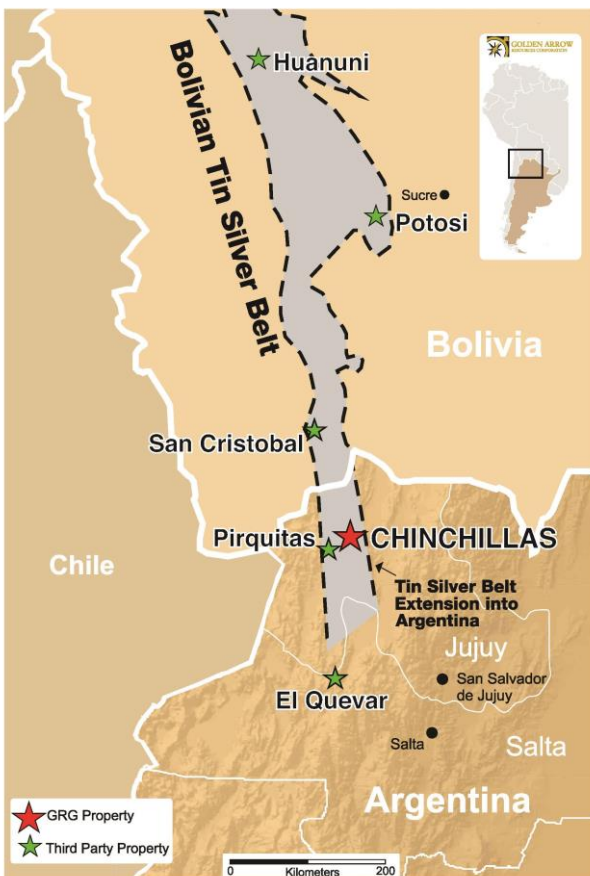 GOLDEN ARROW
RESOURCES CORPORATION
Huanuni
Bolivian Tin Silver Belt
Sucre
Potosi
Bolivia
San Cristobal
Pirquitas
CHINCHILLAS
Chile
Tin Silver Belt
Extension into
Argentina
Jujuy
San Salvador
de Jujuy
El Quevar
Salta
Salta
Argentina
GRG Property
Third Party Property
0
200
Kilometers